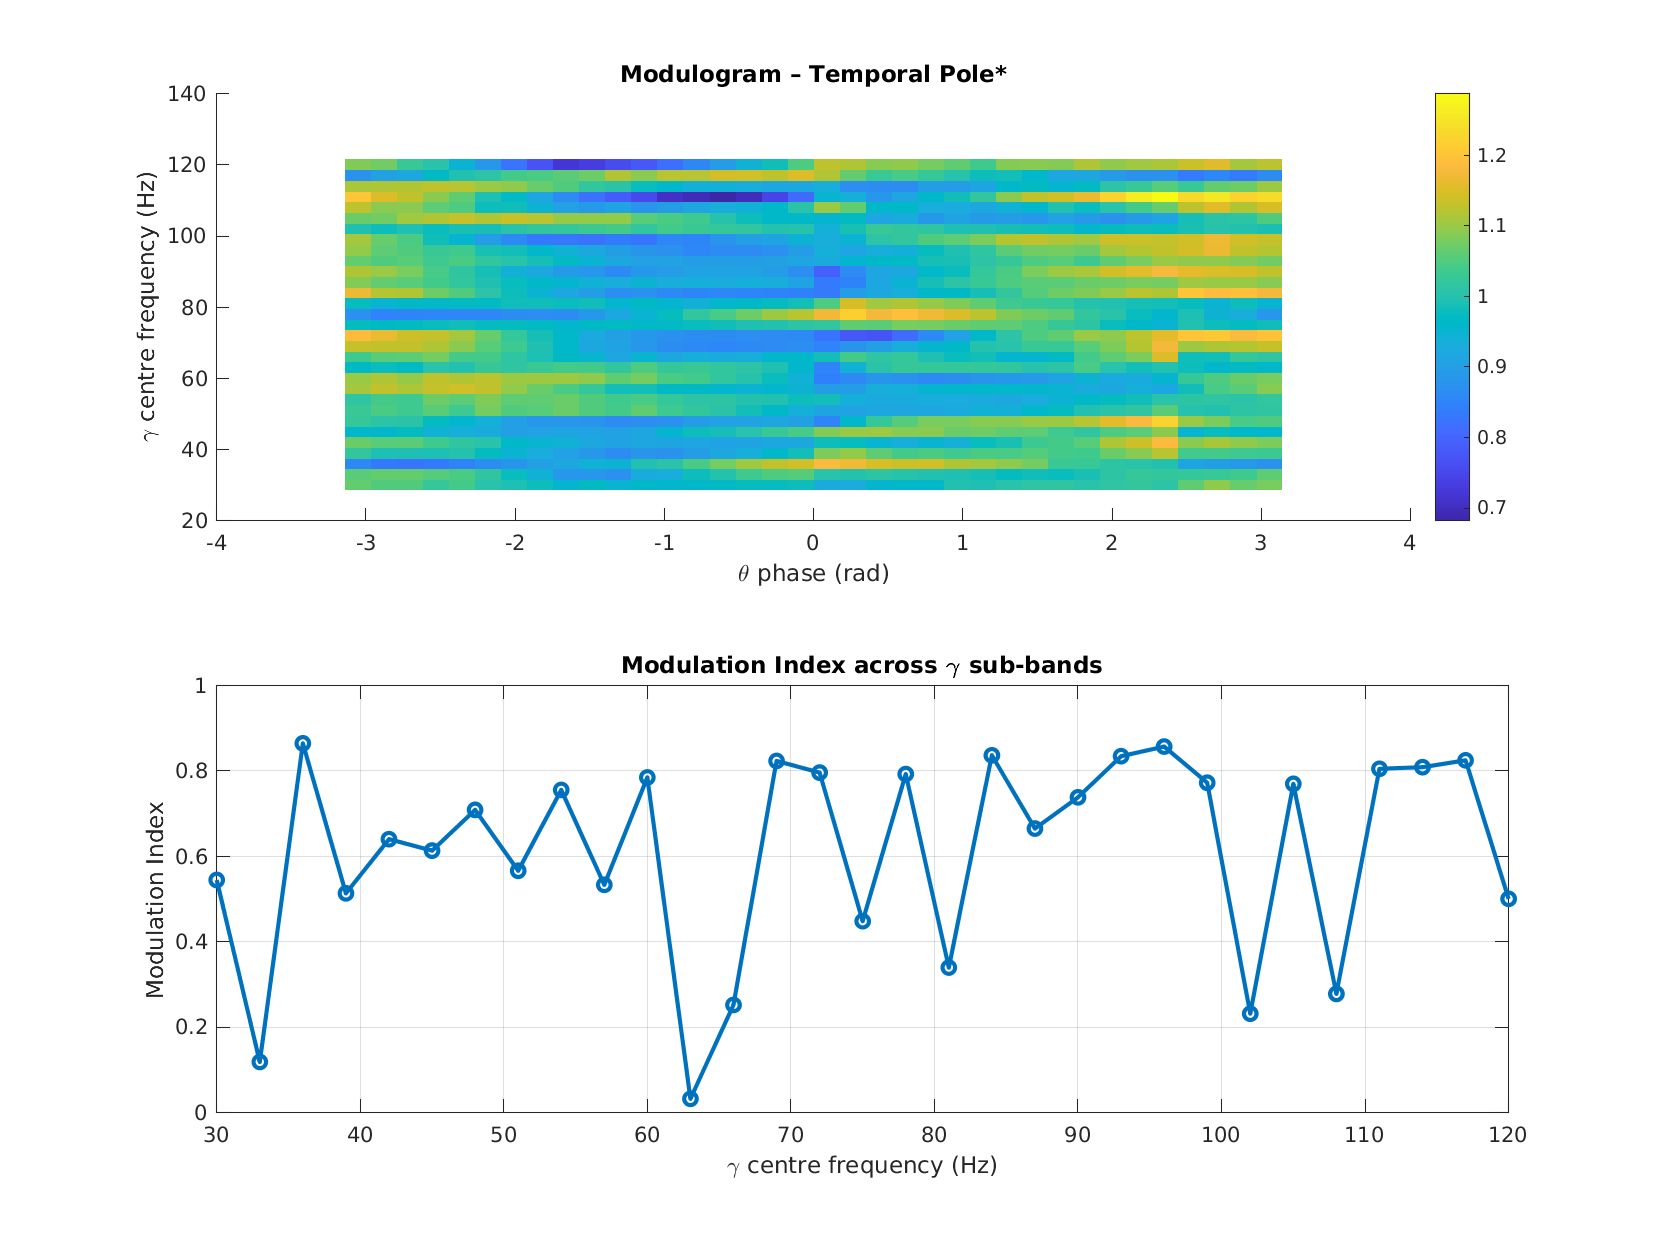 Modulogram – Temporal Pole*
140
120
100
80
60
40
20
γ centre frequency (Hz)
-4 -3 -2 -1 0 1 2 3 4
θ phase (rad)
1.2
1.1
1
0.9
0.8
0.7
Modulation Index across γ sub-bands
1
0.8
0.6
0.4
0.2
0
Modulation Index
30 40 50 60 70 80 90 100 110 120
γ centre frequency (Hz)